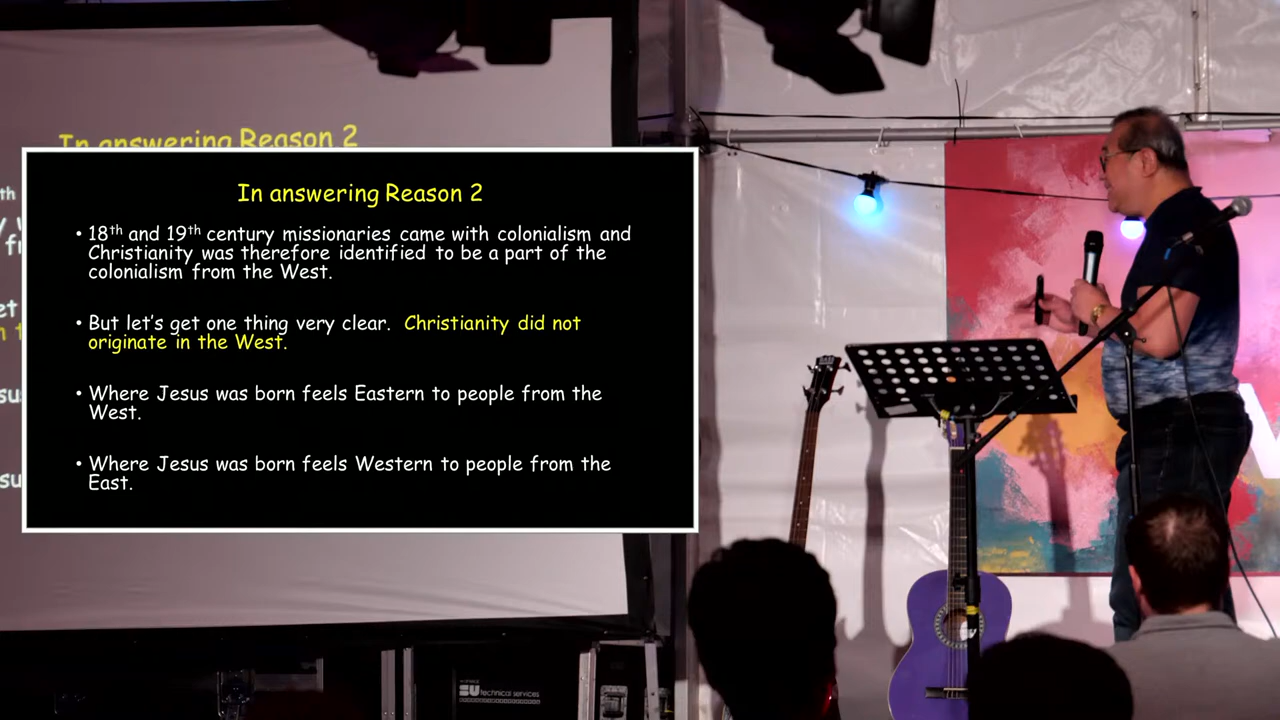 In answering Reason 2
In answering Reason 2
• 18th and 19th century missionaries came with colonialism and
Christianity was therefore identified to be a part of the
colonialism from the West.
• But let's get one thing very clear. Christianity did not
originate in the West.
• Where Jesus was born feels Eastern to people from the
West.
• Where Jesus was born feels Western to people from the
East.
technical services